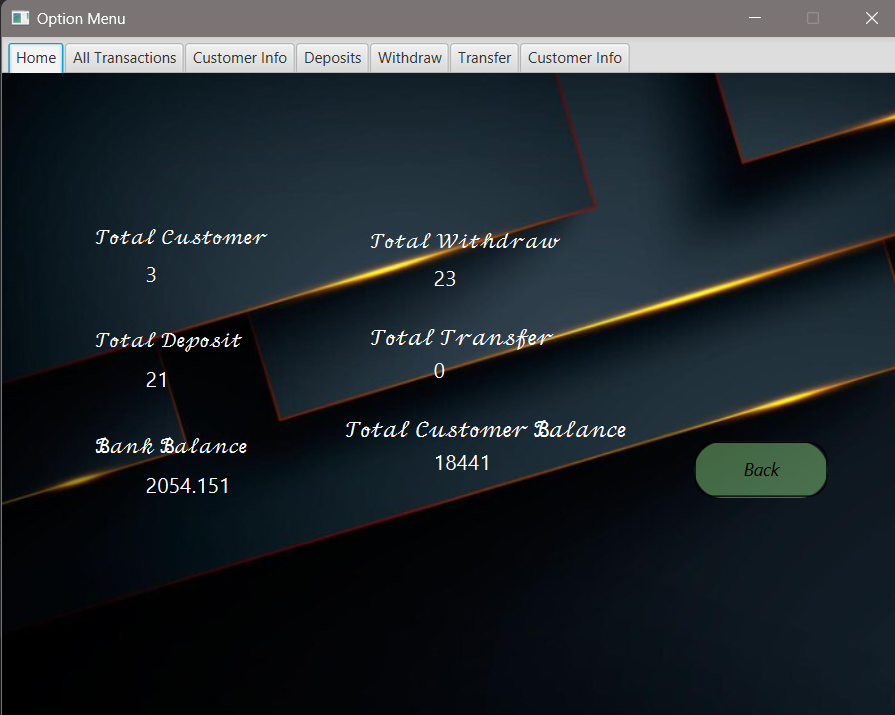 Option Menu
Home All Transactions Customer Info Deposits Withdraw Transfer Customer Info
Total Customer
3
Total Withdraw
23
Total Deposit
21
Total Transfer
0
Bank Balance
2054.151
Total Customer Balance
18441
Back